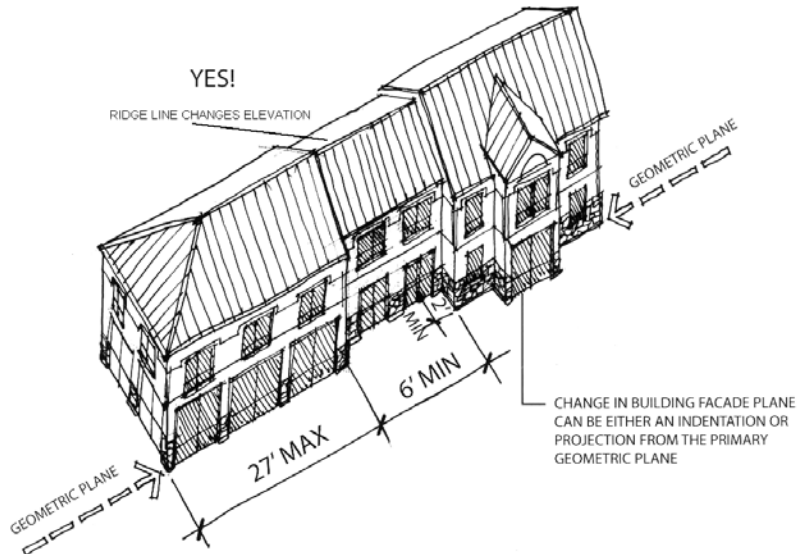 YES!
RIDGE LINE CHANGES ELEVATION
GEOMETRIC PLANE
2'
MIN
6' MIN
27' MAX
CHANGE IN BUILDING FACADE PLANE
CAN BE EITHER AN INDENTATION OR
PROJECTION FROM THE PRIMARY
GEOMETRIC PLANE
GEOMETRIC PLANE